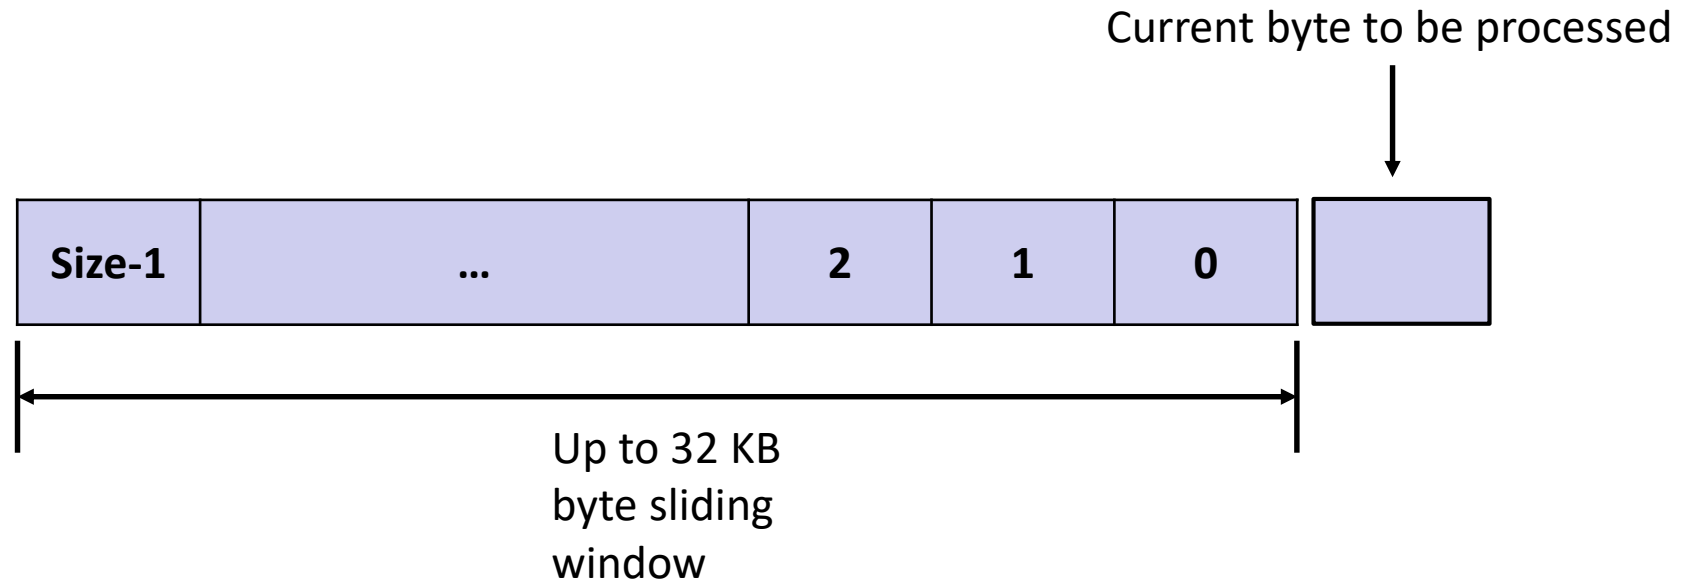 Current byte to be processed
Size-1 … 2 1 0
Up to 32 KB
byte sliding
window